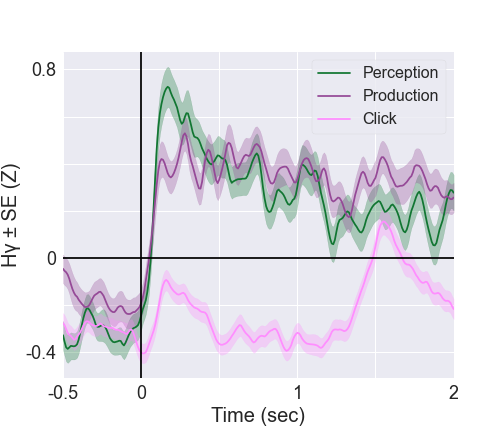 Perception
Production
Click
Hγ ± SE (Z)
0.8
0
-0.4
-0.5
0
1
2
Time (sec)